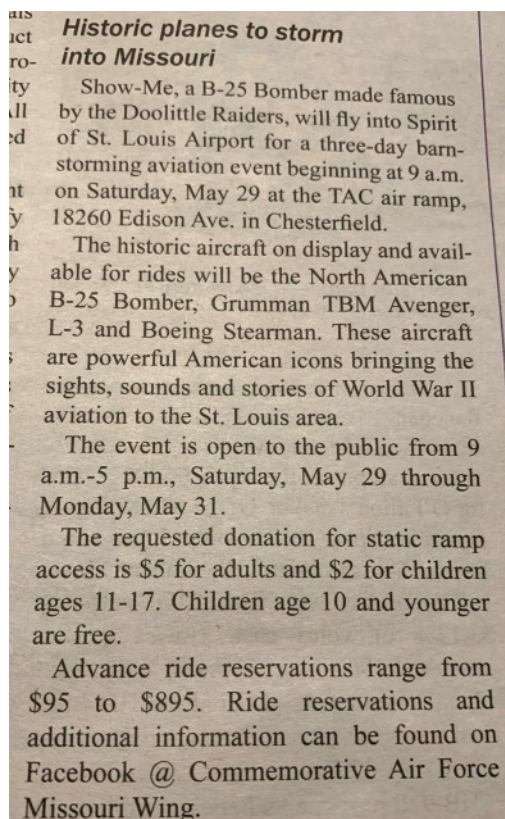 Historic planes to storm
into Missouri
Show-Me, a B-25 Bomber made famous
by the Doolittle Raiders, will fly into Spirit
of St. Louis Airport for a three-day barn-
storming aviation event beginning at 9 a.m.
on Saturday, May 29 at the TAC air ramp,
18260 Edison Ave. in Chesterfield.
The historic aircraft on display and avail-
able for rides will be the North American
B-25 Bomber, Grumman TBM Avenger,
L-3 and Boeing Stearman. These aircraft
are powerful American icons bringing the
sights, sounds and stories of World War II
aviation to the St. Louis area.
The event is open to the public from 9
a.m.-5 p.m., Saturday, May 29 through
Monday, May 31.
The requested donation for static ramp
access is $5 for adults and $2 for children
ages 11-17. Children age 10 and younger
are free.
Advance ride reservations range from
$95 to $895. Ride reservations and
additional information can be found on
Facebook @ Commemorative Air Force
Missouri Wing.